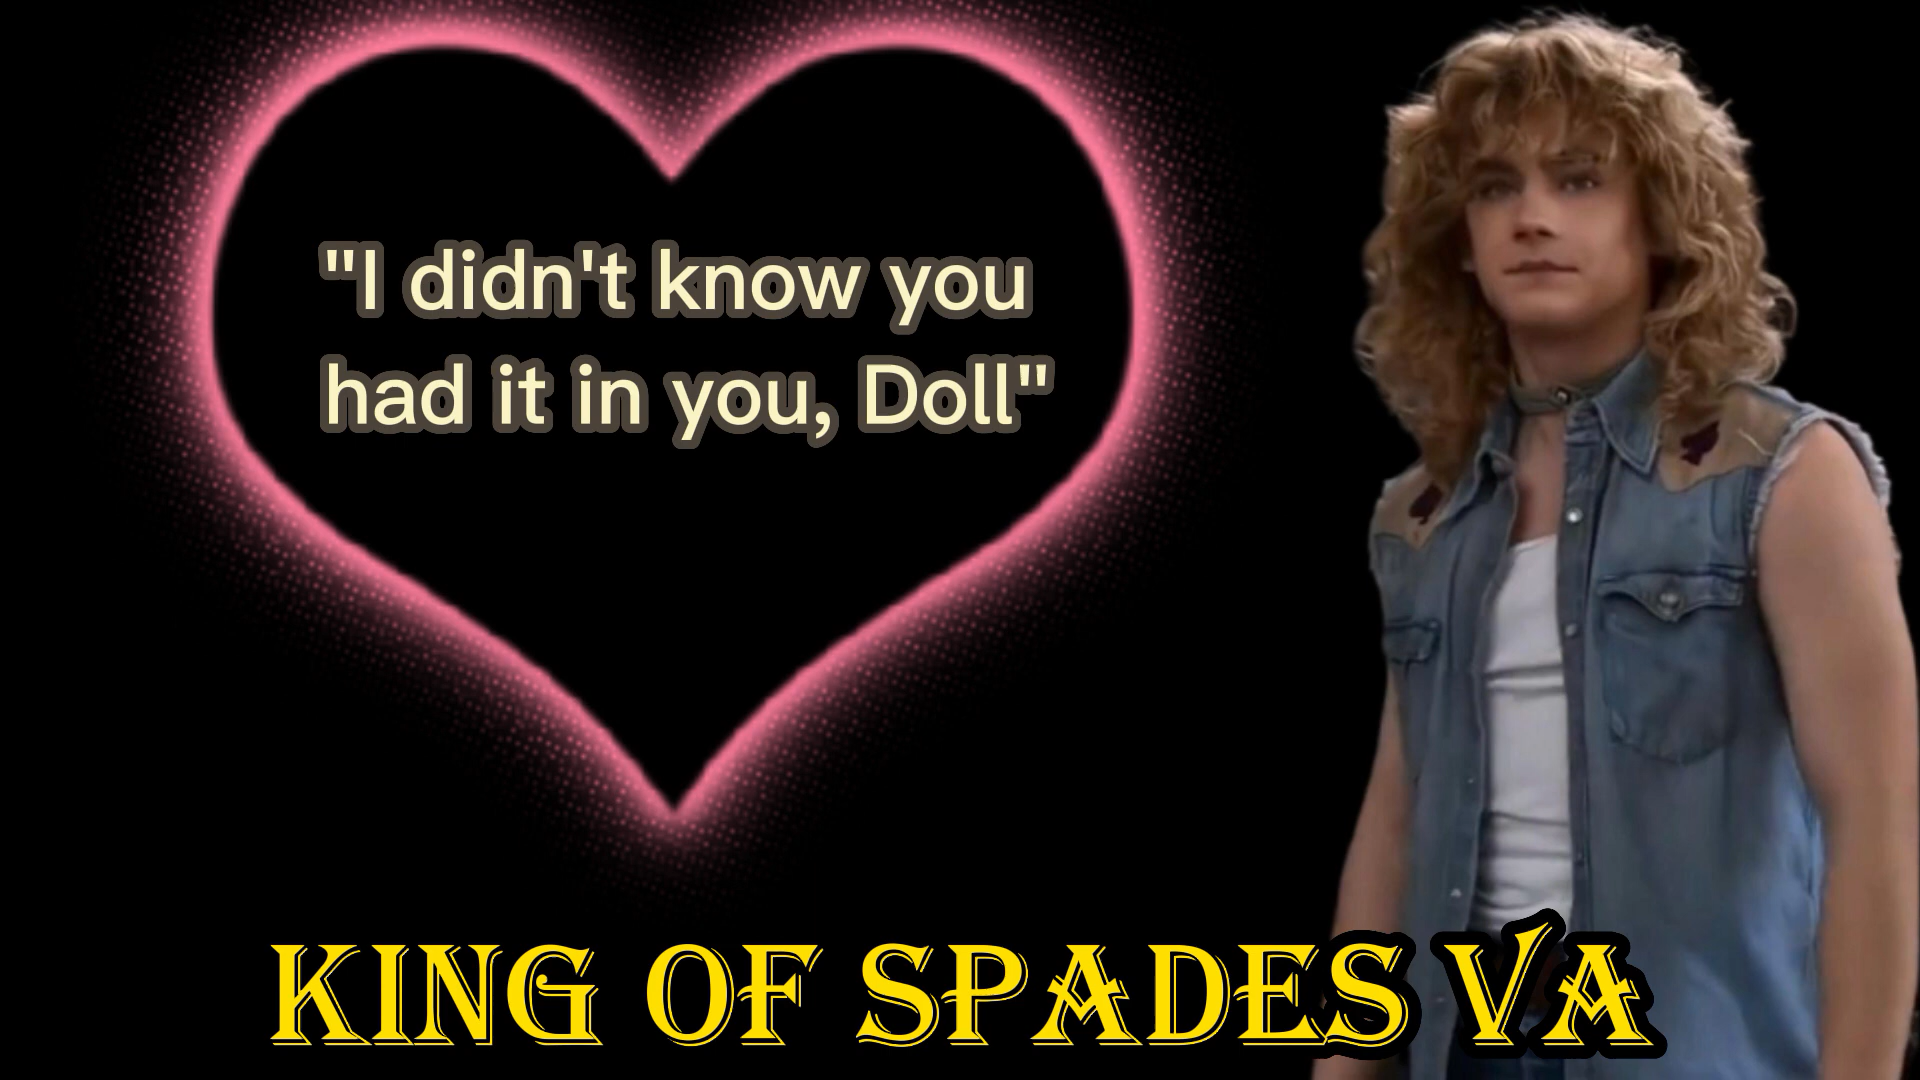 "I didn't know you
had it in you, Doll"
KING OF SPADES VA